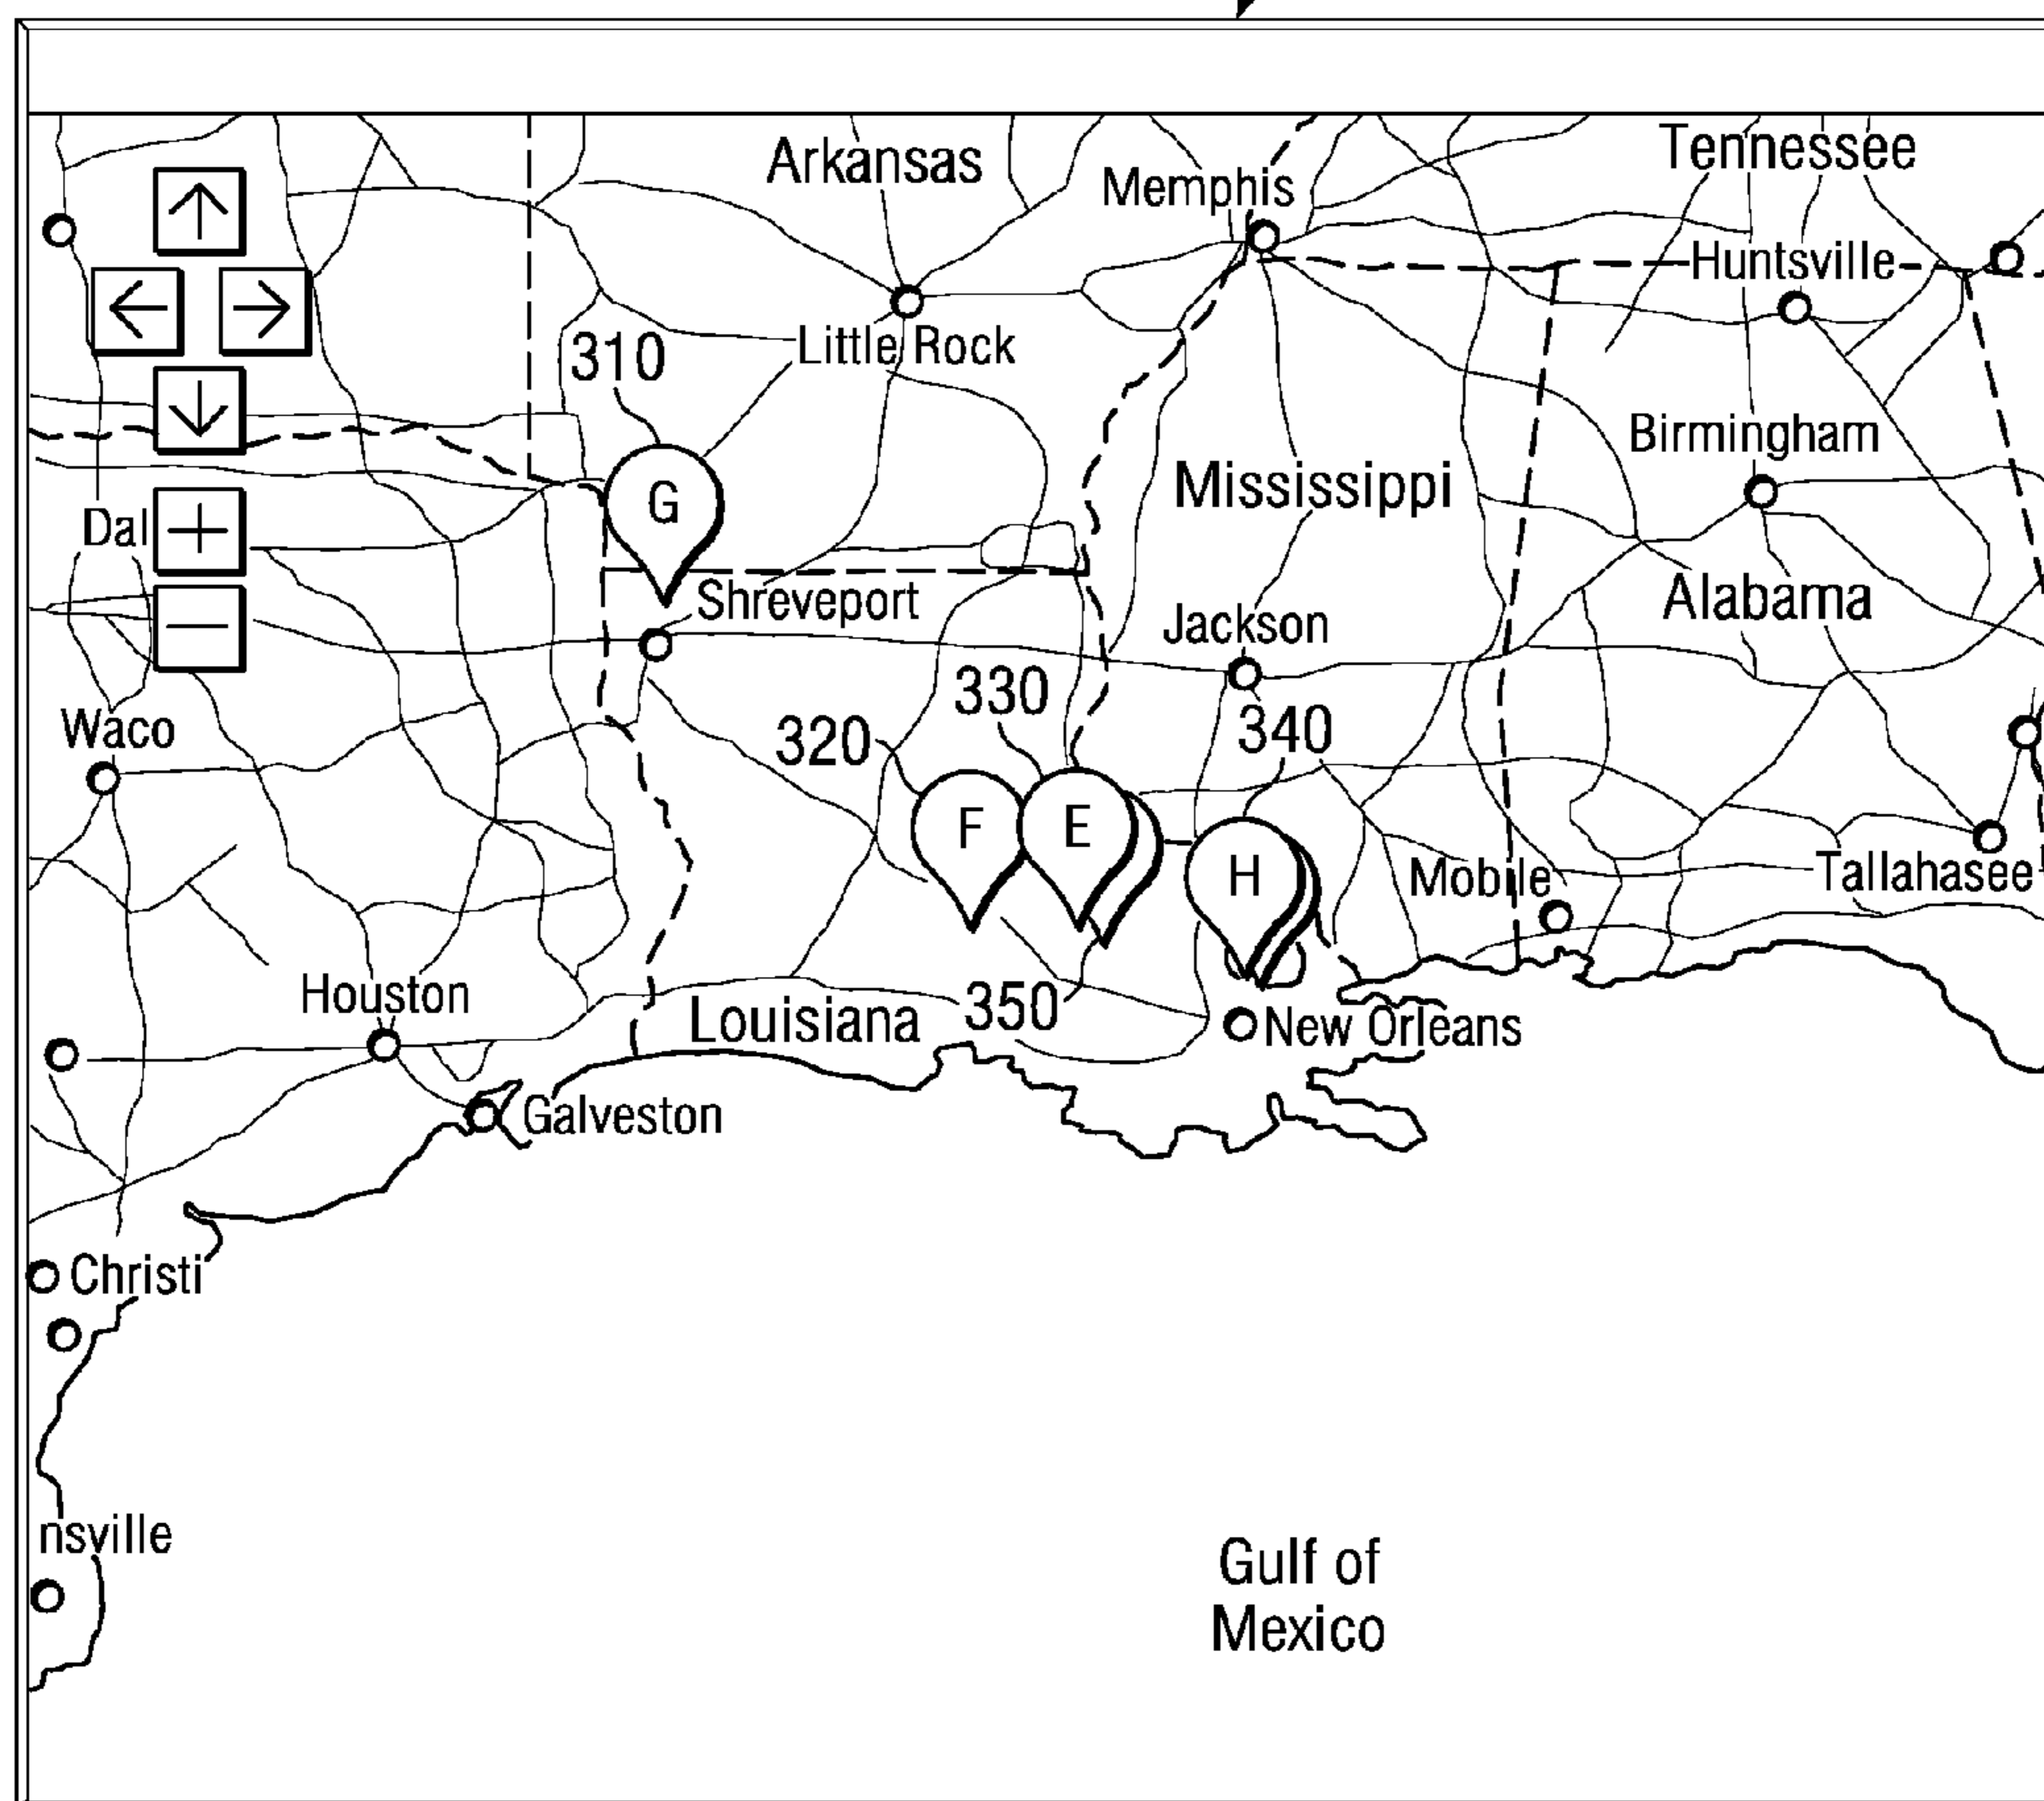 Arkansas
Tennessee
Memphis
Huntsville
310
Little Rock
Birmingham
G
Mississippi
Dal
Shreveport
Alabama
Jackson
330
Waco
320
340
F
E
H
Mobile
Tallahasee
Houston
350
Louisiana
New Orleans
Galveston
Christi
nsville
Gulf of
Mexico